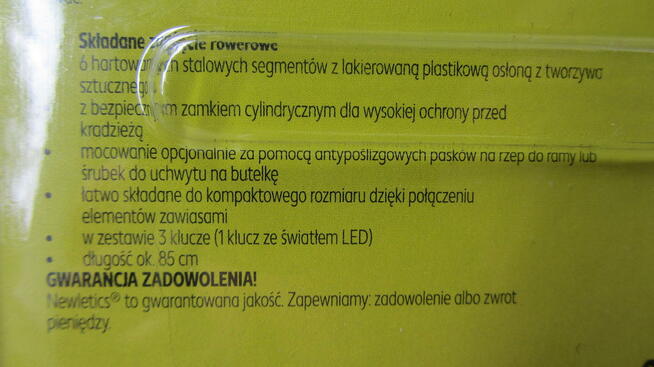 Składane zapięcie rowerowe
6 hartowanych stalowych segmentów z lakierowaną plastikową osłoną z tworzywa
sztucznego
z bezpiecznym zamkiem cylindrycznym dla wysokiej ochrony przed
kradzieżą
• mocowanie opcjonalnie za pomocą antypoślizgowych pasków na rzep do ramy lub
śrubek do uchwytu na butelkę
• łatwo składane do kompaktowego rozmiaru dzięki połączeniu
elementów zawiasami
• w zestawie 3 klucze (1 klucz ze światłem LED)
• długość ok. 85 cm
GWARANCJA ZADOWOLENIA!
Newletics® to gwarantowana jakość. Zapewniamy: zadowolenie albo zwrot
pieniędzy.